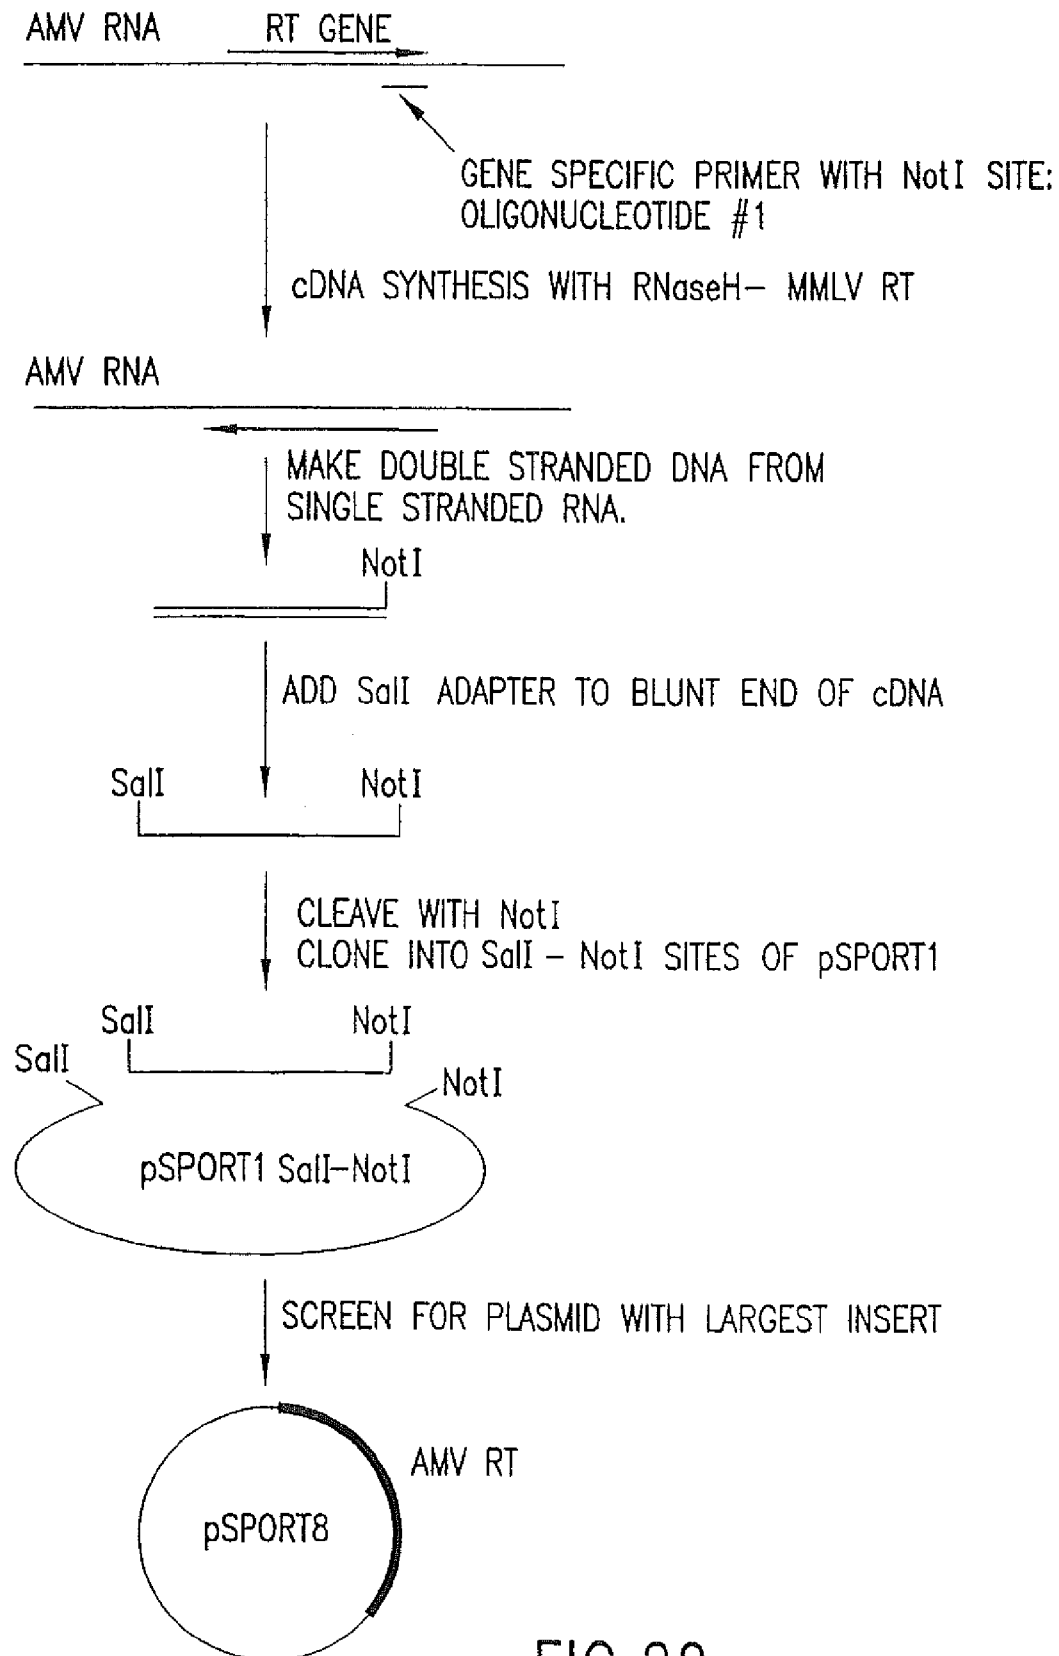 AMV RNA RT GENE
GENE SPECIFIC PRIMER WITH NotI SITE:
OLIGONUCLEOTIDE #1
cDNA SYNTHESIS WITH RNaseH– MMLV RT
AMV RNA
MAKE DOUBLE STRANDED DNA FROM
SINGLE STRANDED RNA.
NotI
ADD SalI ADAPTER TO BLUNT END OF cDNA
SalI NotI
CLEAVE WITH NotI
CLONE INTO SalI – NotI SITES OF pSPORT1
SalI NotI
SalI NotI
pSPORT1 SalI–NotI
SCREEN FOR PLASMID WITH LARGEST INSERT
AMV RT
pSPORT8